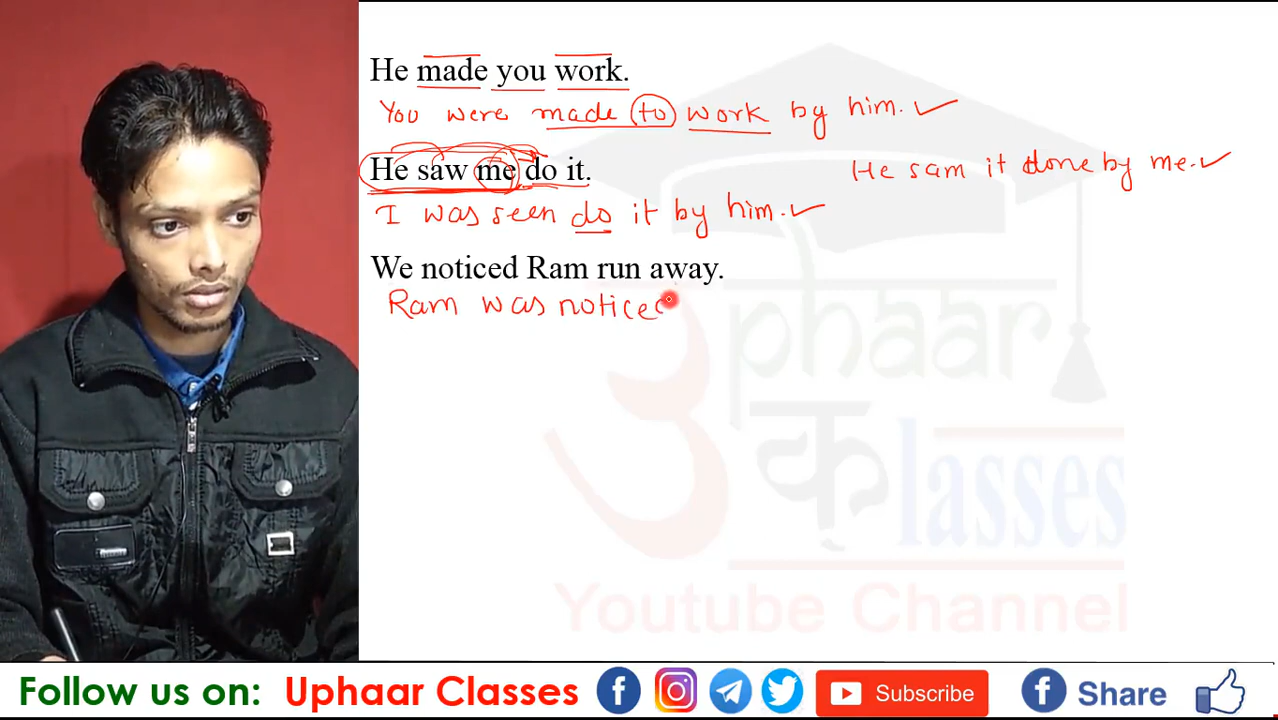 He made you work.
You were made to work by him. ✓
He saw me do it.
He sam it done by me. ✓
I was seen do it by him. ✓
We noticed Ram run away.
Ram was noticed
उphaar
कlasses
Youtube Channel
Follow us on: Uphaar Classes Subscribe Share